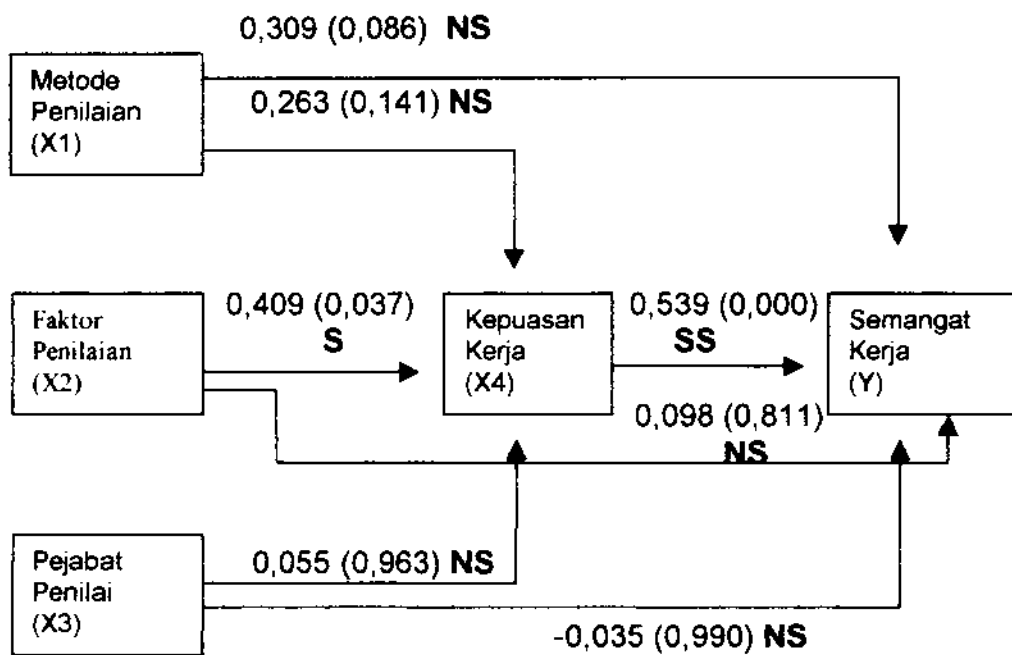 0,309 (0,086) NS
Metode
Penilaian
(X1)
0,263 (0,141) NS
Faktor
Penilaian
(X2)
0,409 (0,037)
S
Kepuasan
Kerja
(X4)
0,539 (0,000)
SS
Semangat
Kerja
(Y)
0,098 (0,811)
NS
Pejabat
Penilai
(X3)
0,055 (0,963) NS
-0,035 (0,990) NS